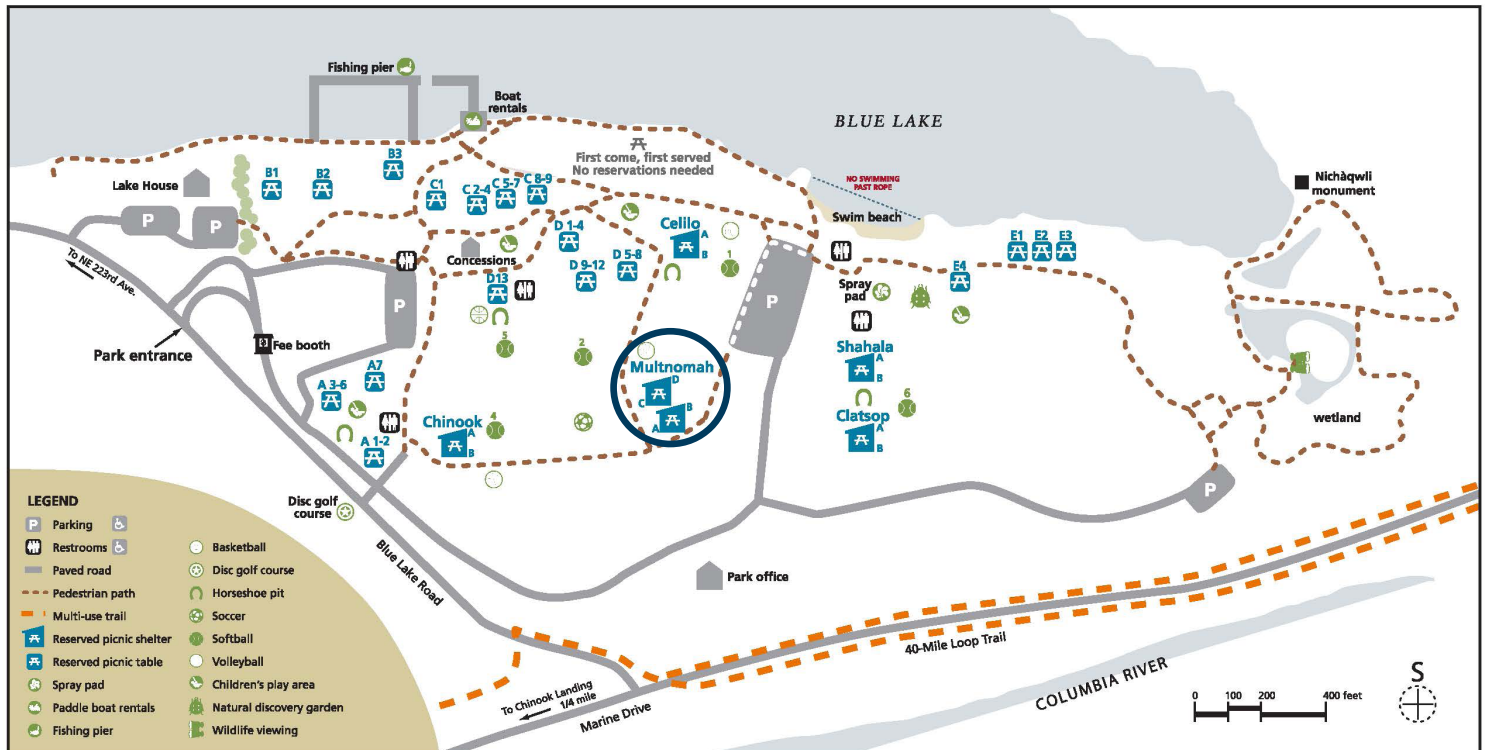 Fishing pier
Boat
rentals
BLUE LAKE
First come, first served
No reservations needed
NO SWIMMING
PAST ROPE
Swim beach
Nichàqwli
monument
Lake House
B1
B2
B3
C1
C 2-4
C 5-7
C 8-9
P
P
To NE 223rd Ave.
Concessions
D 1-4
D 5-8
D 9-12
D13
Celilo
A
B
1
P
P
E1
E2
E3
E4
Spray
pad
Park entrance
Fee booth
5
2
Multnomah
D
C
B
A
Shahala
A
B
6
Clatsop
A
B
wetland
A7
A 3-6
A 1-2
Chinook
A
B
4
Disc golf
course
P
Blue Lake Road
Park office
40-Mile Loop Trail
To Chinook Landing
1/4 mile
Marine Drive
COLUMBIA RIVER
0 100 200 400 feet
S
LEGEND
P Parking
Restrooms
Paved road
Pedestrian path
Multi-use trail
Reserved picnic shelter
Reserved picnic table
Spray pad
Paddle boat rentals
Fishing pier
Basketball
Disc golf course
Horseshoe pit
Soccer
Softball
Volleyball
Children's play area
Natural discovery garden
Wildlife viewing